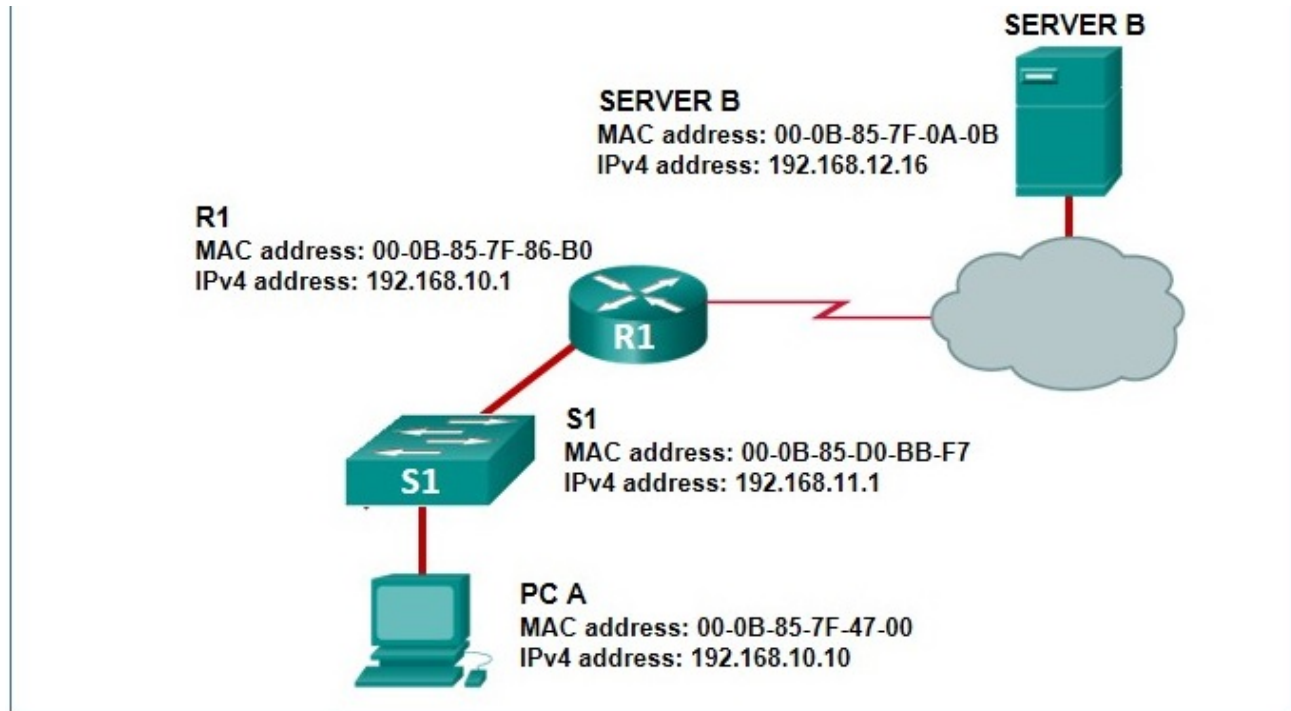 SERVER B
SERVER B
MAC address: 00-0B-85-7F-0A-0B
IPv4 address: 192.168.12.16
R1
MAC address: 00-0B-85-7F-86-B0
IPv4 address: 192.168.10.1
R1
S1
MAC address: 00-0B-85-D0-BB-F7
IPv4 address: 192.168.11.1
S1
PC A
MAC address: 00-0B-85-7F-47-00
IPv4 address: 192.168.10.10